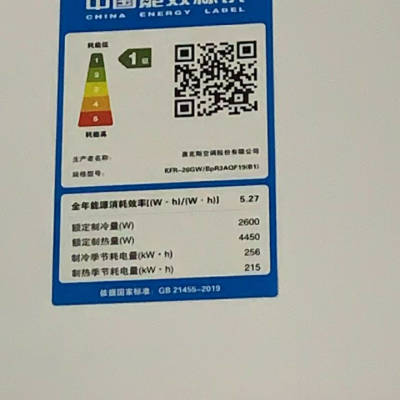 中国能效标识
CHINA ENERGY LABEL
耗能低
1
2
3
4
5
耗能高
1级
生产者名称:
奥克斯空调股份有限公司
规格型号:
KFR-26GW/BpR3AQF19(B1)
全年能源消耗效率[(W·h)/(W·h)] 5.27
额定制冷量(W) 2600
额定制热量(W) 4450
制冷季节耗电量(kW·h) 256
制热季节耗电量(kW·h) 215
依据国家标准: GB 21455-2019